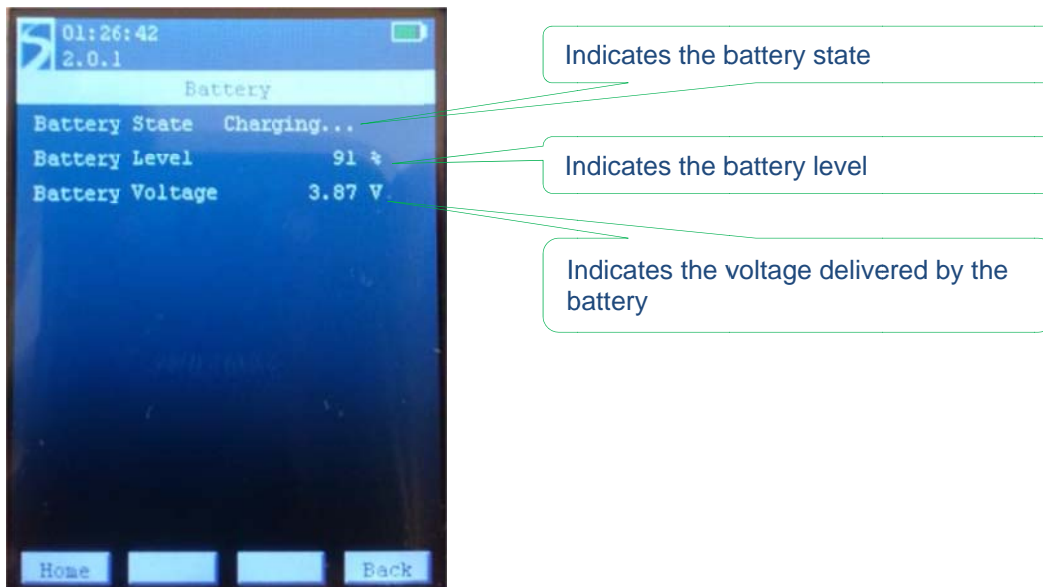 01:26:42
2.0.1
Battery
Battery State Charging...
Battery Level 91 %
Battery Voltage 3.87 V
Home Back
Indicates the battery state
Indicates the battery level
Indicates the voltage delivered by the
battery